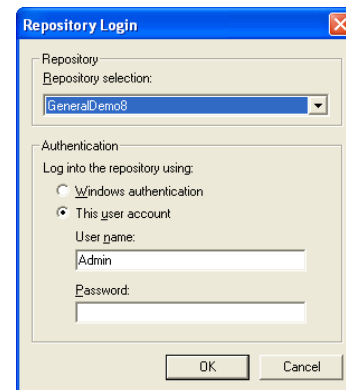 Repository Login
Repository
Repository selection:
GeneralDemo8
Authentication
Log into the repository using:
Windows authentication
This user account
User name:
Admin
Password:
OK Cancel